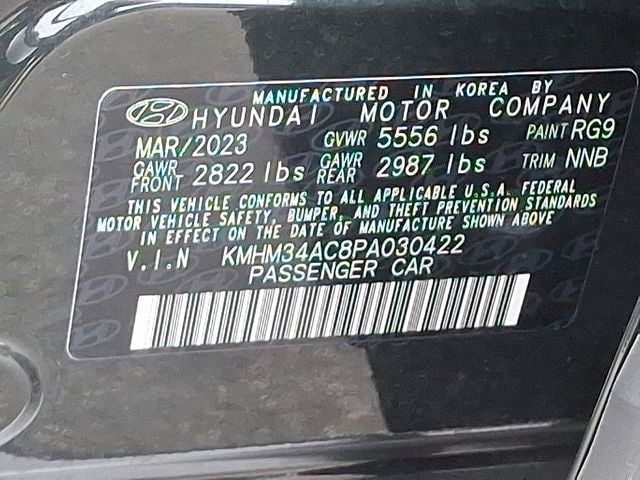 MANUFACTURED IN KOREA BY
HYUNDAI MOTOR COMPANY
MAR/2023 GVWR 5556 lbs PAINT RG9
GAWR FRONT 2822 lbs GAWR REAR 2987 lbs TRIM NNB
THIS VEHICLE CONFORMS TO ALL APPLICABLE U.S.A. FEDERAL
MOTOR VEHICLE SAFETY, BUMPER, AND THEFT PREVENTION STANDARDS
IN EFFECT ON THE DATE OF MANUFACTURE SHOWN ABOVE
V.I.N KMHM34AC8PA030422
PASSENGER CAR